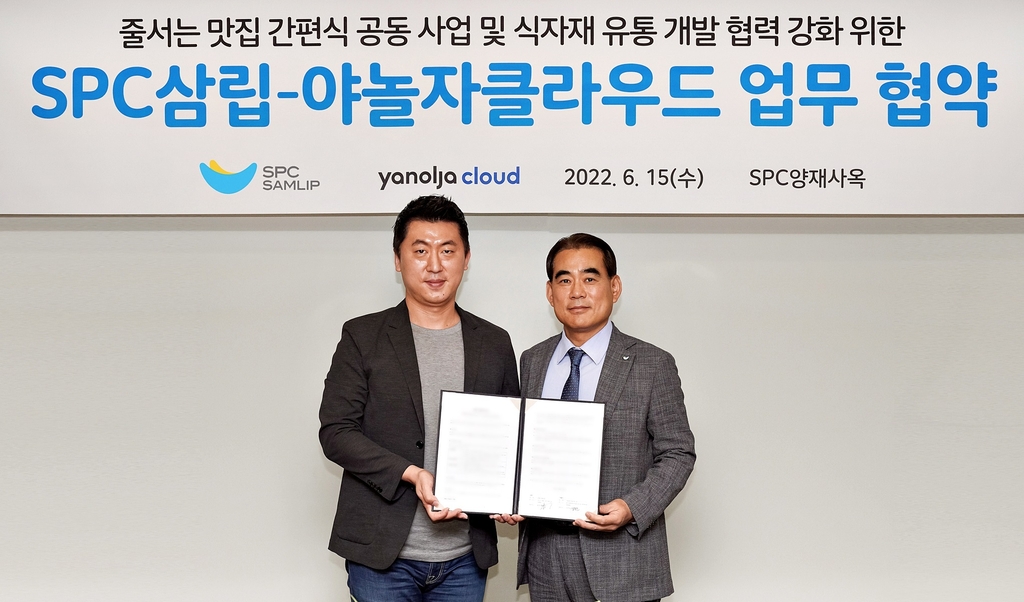 줄서는 맛집 간편식 공동 사업 및 식자재 유통 개발 협력 강화 위한
SPC삼립-야놀자클라우드 업무 협약
SPC SAMLIP yanolja cloud 2022. 6. 15(수) SPC양재사옥